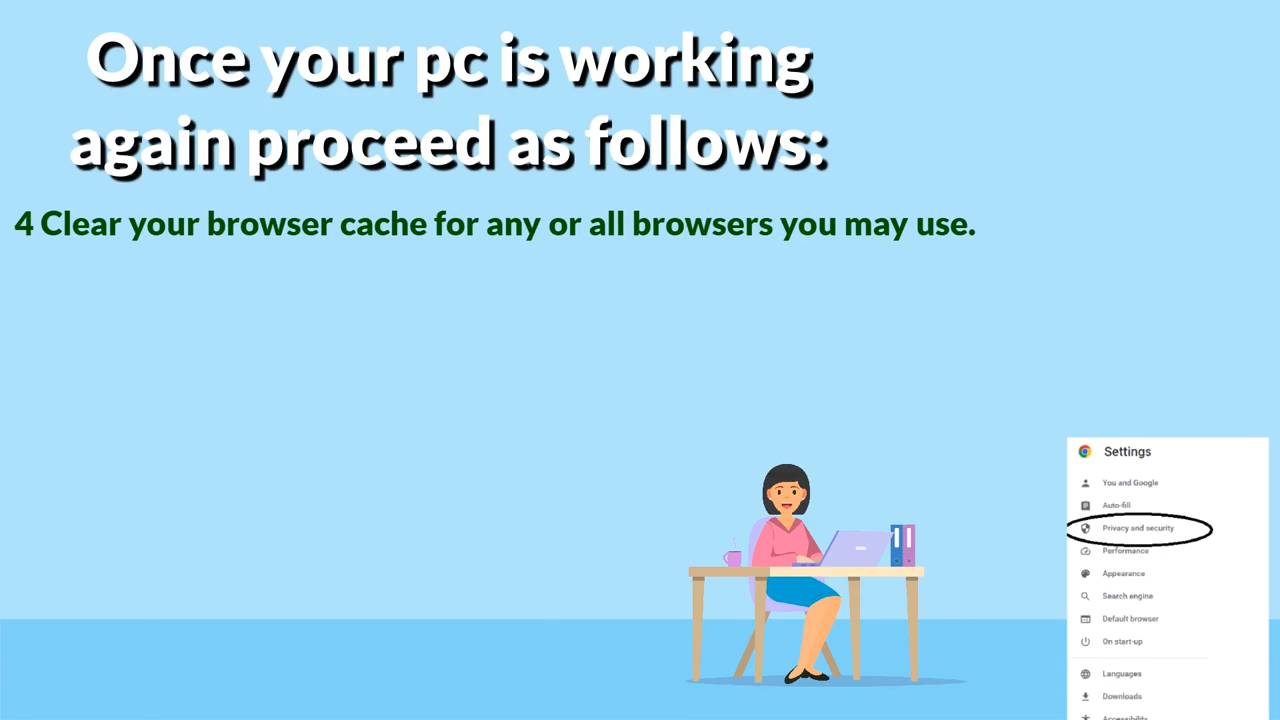 Once your pc is working
again proceed as follows:
4 Clear your browser cache for any or all browsers you may use.
Settings
You and Google
Auto-fill
Privacy and security
Performance
Appearance
Search engine
Default browser
On start-up
Languages
Downloads
Accessibility